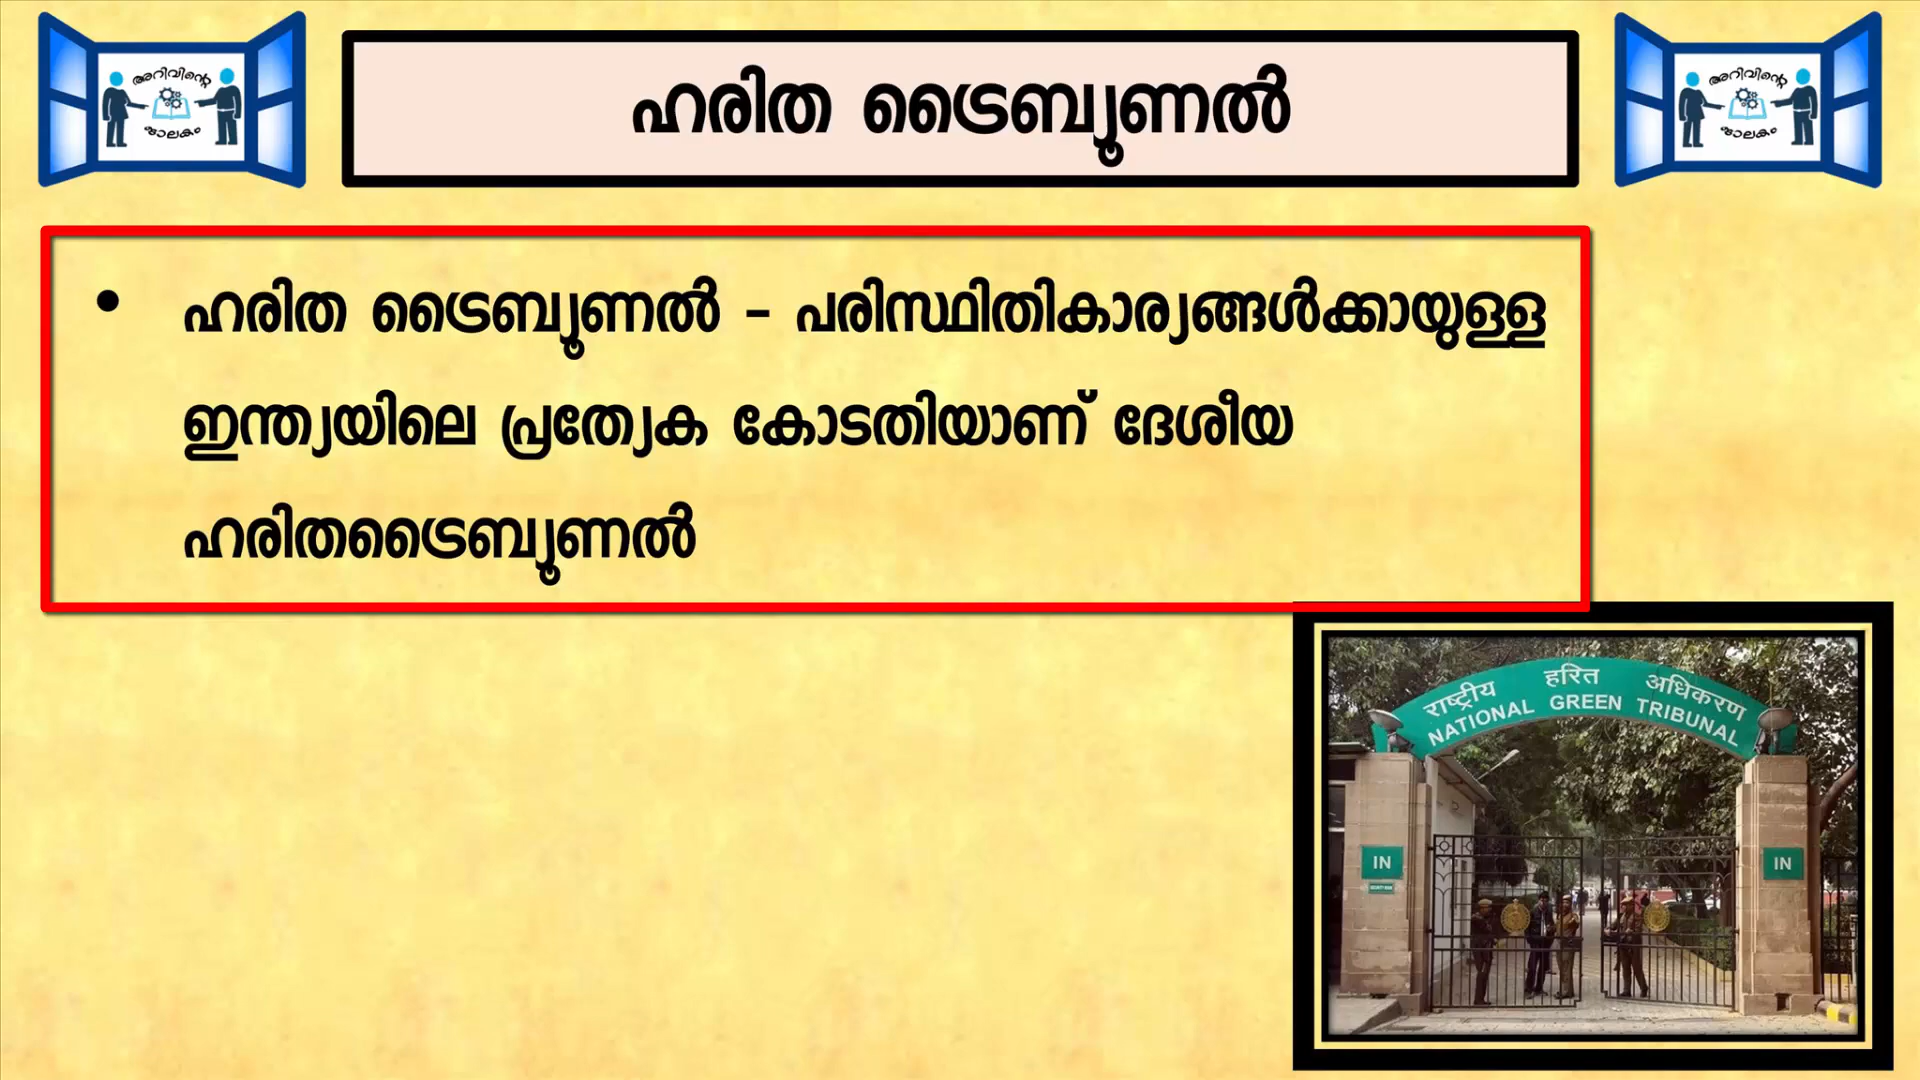 അറിവിന്റെ
ജാലകം
ഹരിത ട്രൈബ്യൂണൽ
അറിവിന്റെ
ജാലകം
• ഹരിത ട്രൈബ്യൂണൽ – പരിസ്ഥിതികാര്യങ്ങൾക്കായുള്ള
ഇന്ത്യയിലെ പ്രത്യേക കോടതിയാണ് ദേശീയ
ഹരിതട്രൈബ്യൂണൽ
राष्ट्रीय हरित अधिकरण
NATIONAL GREEN TRIBUNAL
IN
IN